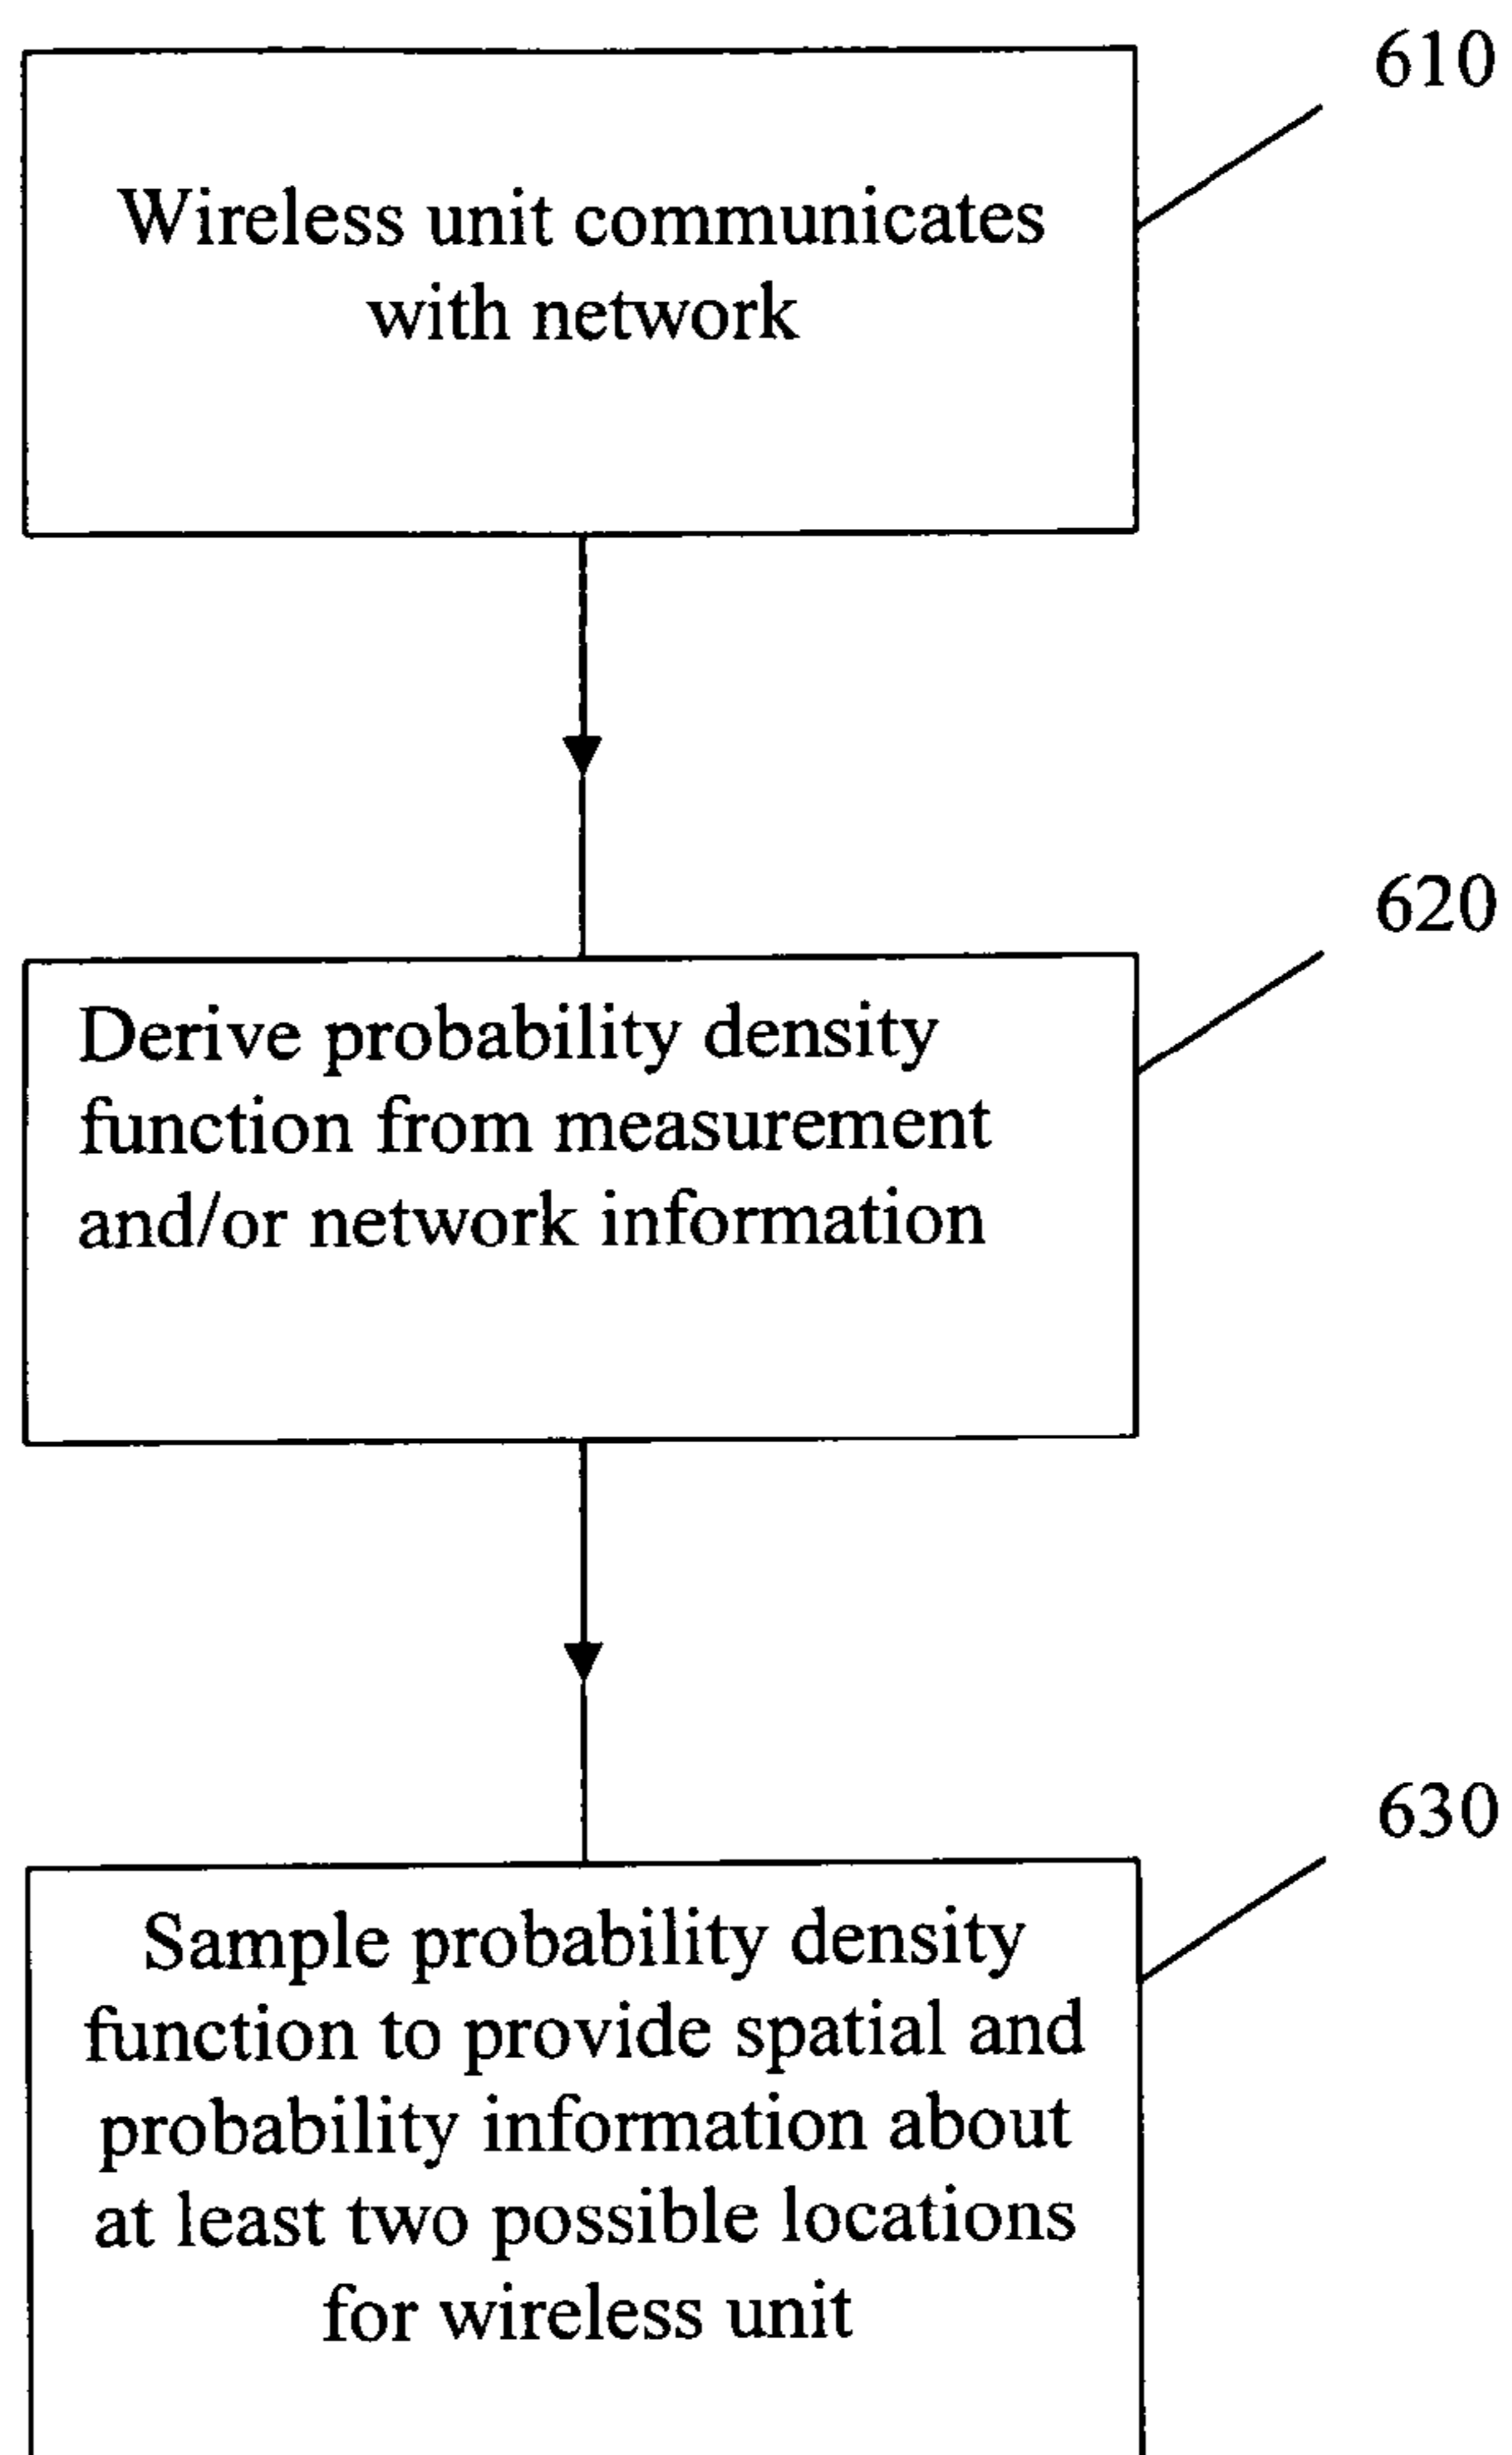 610
Wireless unit communicates
with network
620
Derive probability density
function from measurement
and/or network information
630
Sample probability density
function to provide spatial and
probability information about
at least two possible locations
for wireless unit